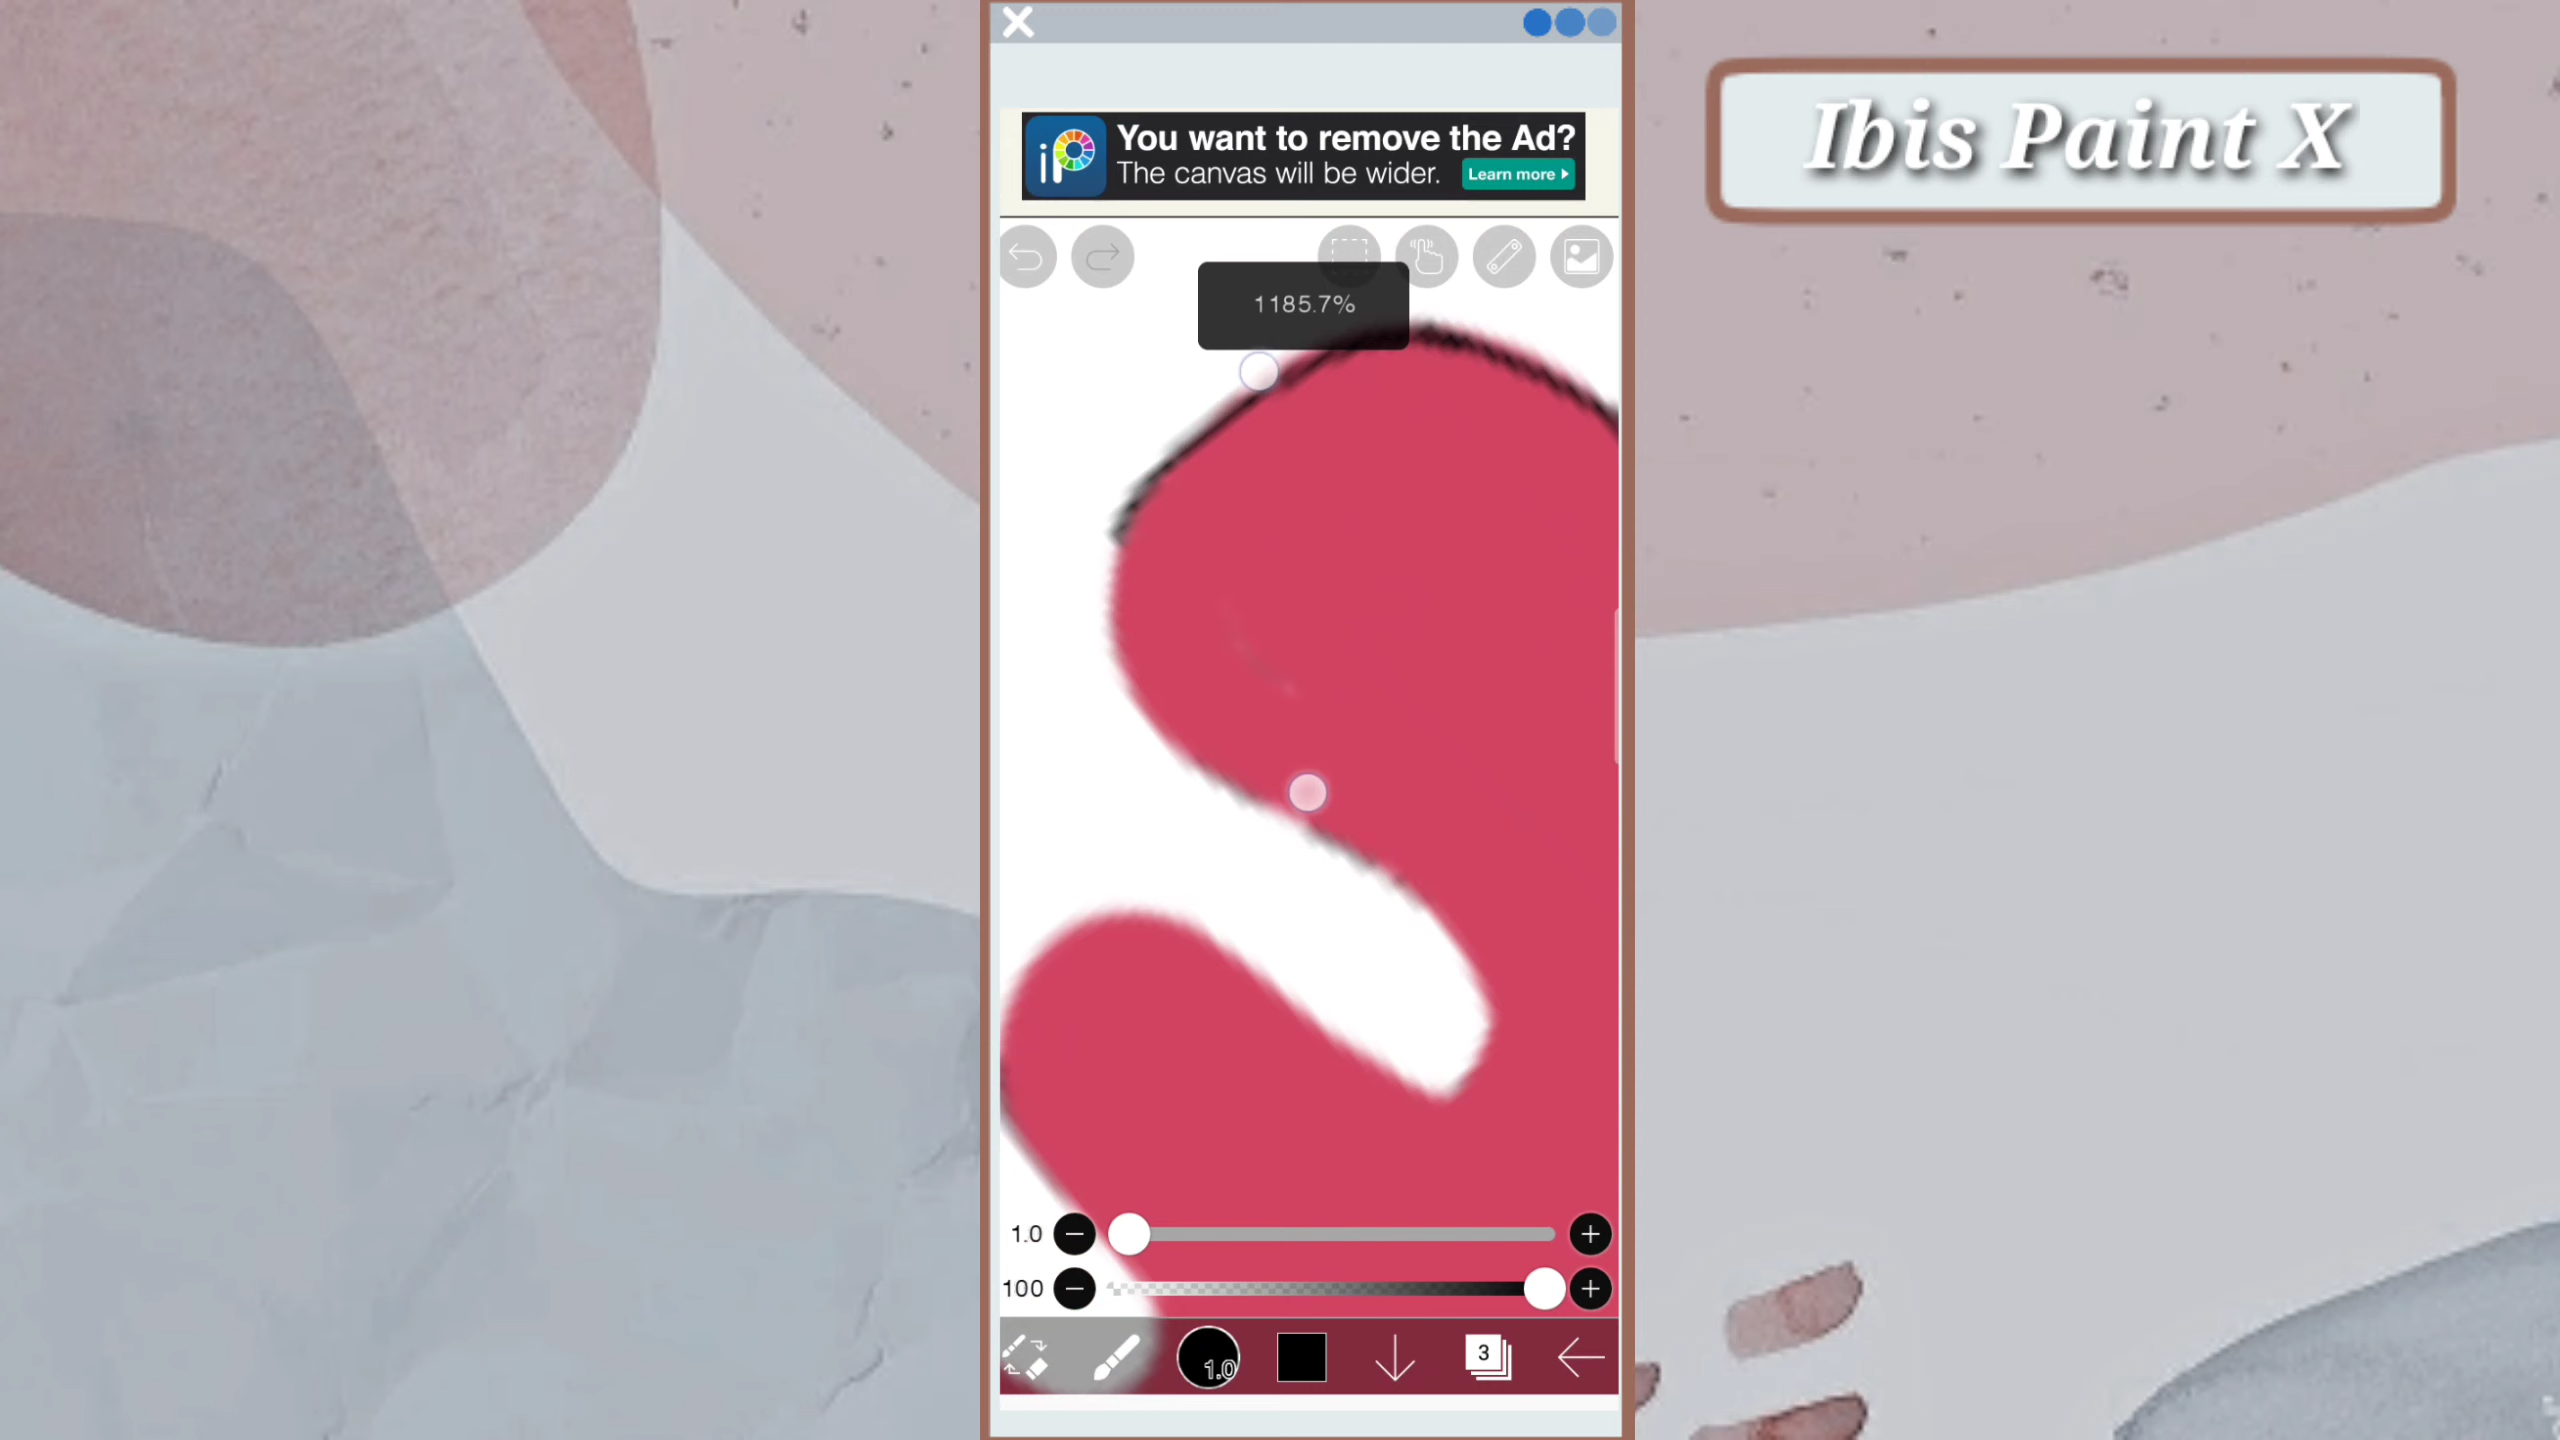 Ibis Paint X
iP
You want to remove the Ad?
The canvas will be wider.
Learn more
1185.7%
1.0
100
1.0
3